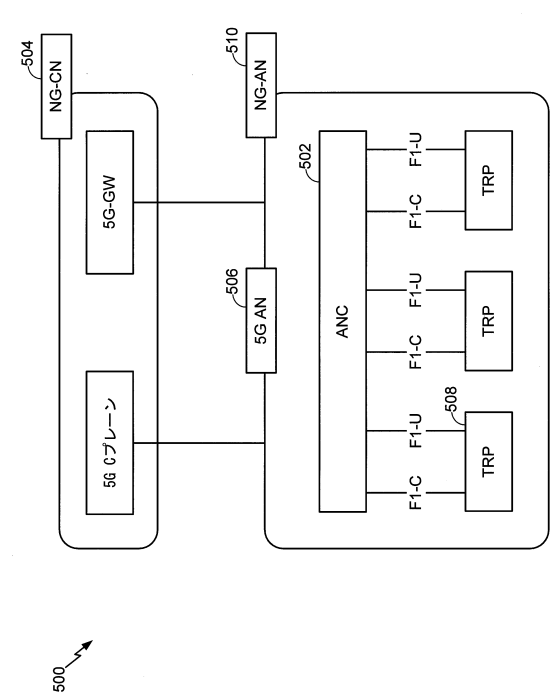 500
NG-CN
504
5G Cプレーン
5G-GW
5G AN
506
NG-AN
510
ANC
502
F1-C
F1-U
F1-C
F1-U
F1-C
F1-U
TRP
508
TRP
TRP